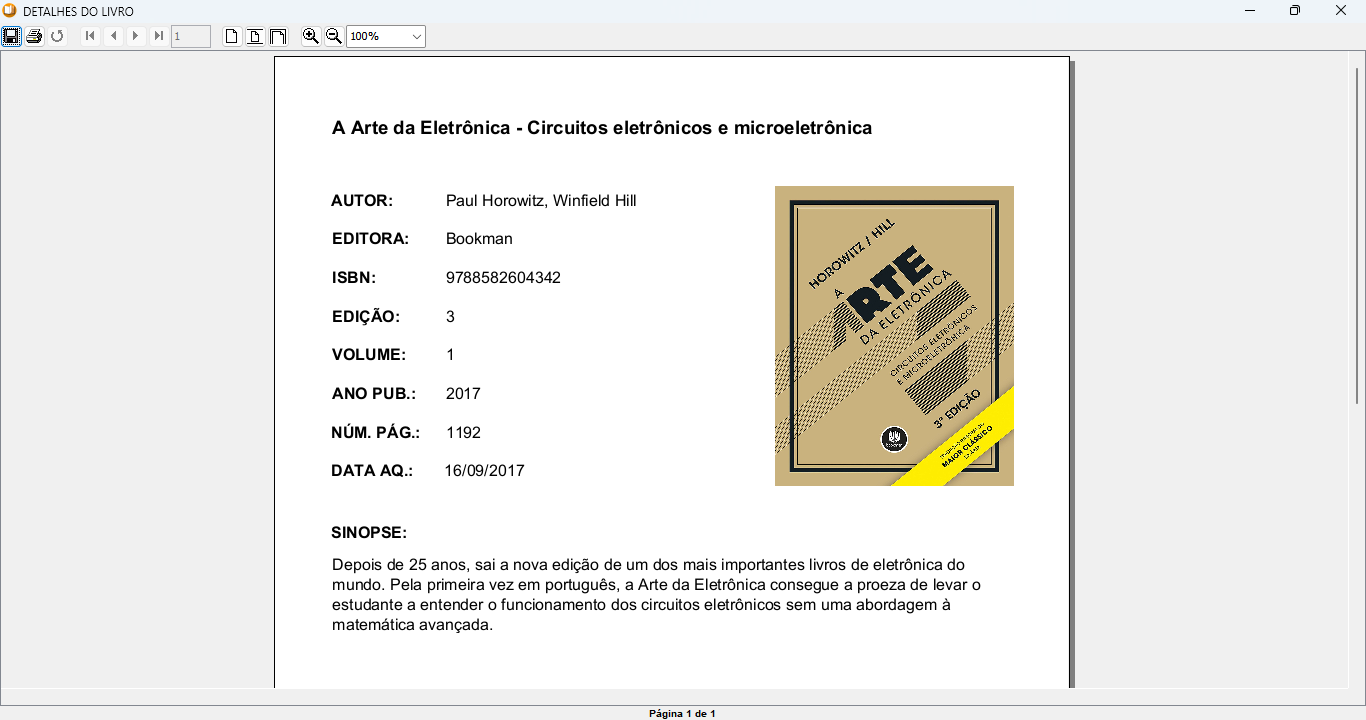 DETALHES DO LIVRO
1
100%
A Arte da Eletrônica - Circuitos eletrônicos e microeletrônica
AUTOR: Paul Horowitz, Winfield Hill
EDITORA: Bookman
ISBN: 9788582604342
EDIÇÃO: 3
VOLUME: 1
ANO PUB.: 2017
NÚM. PÁG.: 1192
DATA AQ.: 16/09/2017
HOROWITZ / HILL
A
ARTE
DA ELETRÔNICA
CIRCUITOS ELETRÔNICOS
E MICROELETRÔNICA
3ª EDIÇÃO
MAIOR CLÁSSICO
SINOPSE:
Depois de 25 anos, sai a nova edição de um dos mais importantes livros de eletrônica do
mundo. Pela primeira vez em português, a Arte da Eletrônica consegue a proeza de levar o
estudante a entender o funcionamento dos circuitos eletrônicos sem uma abordagem à
matemática avançada.
Página 1 de 1